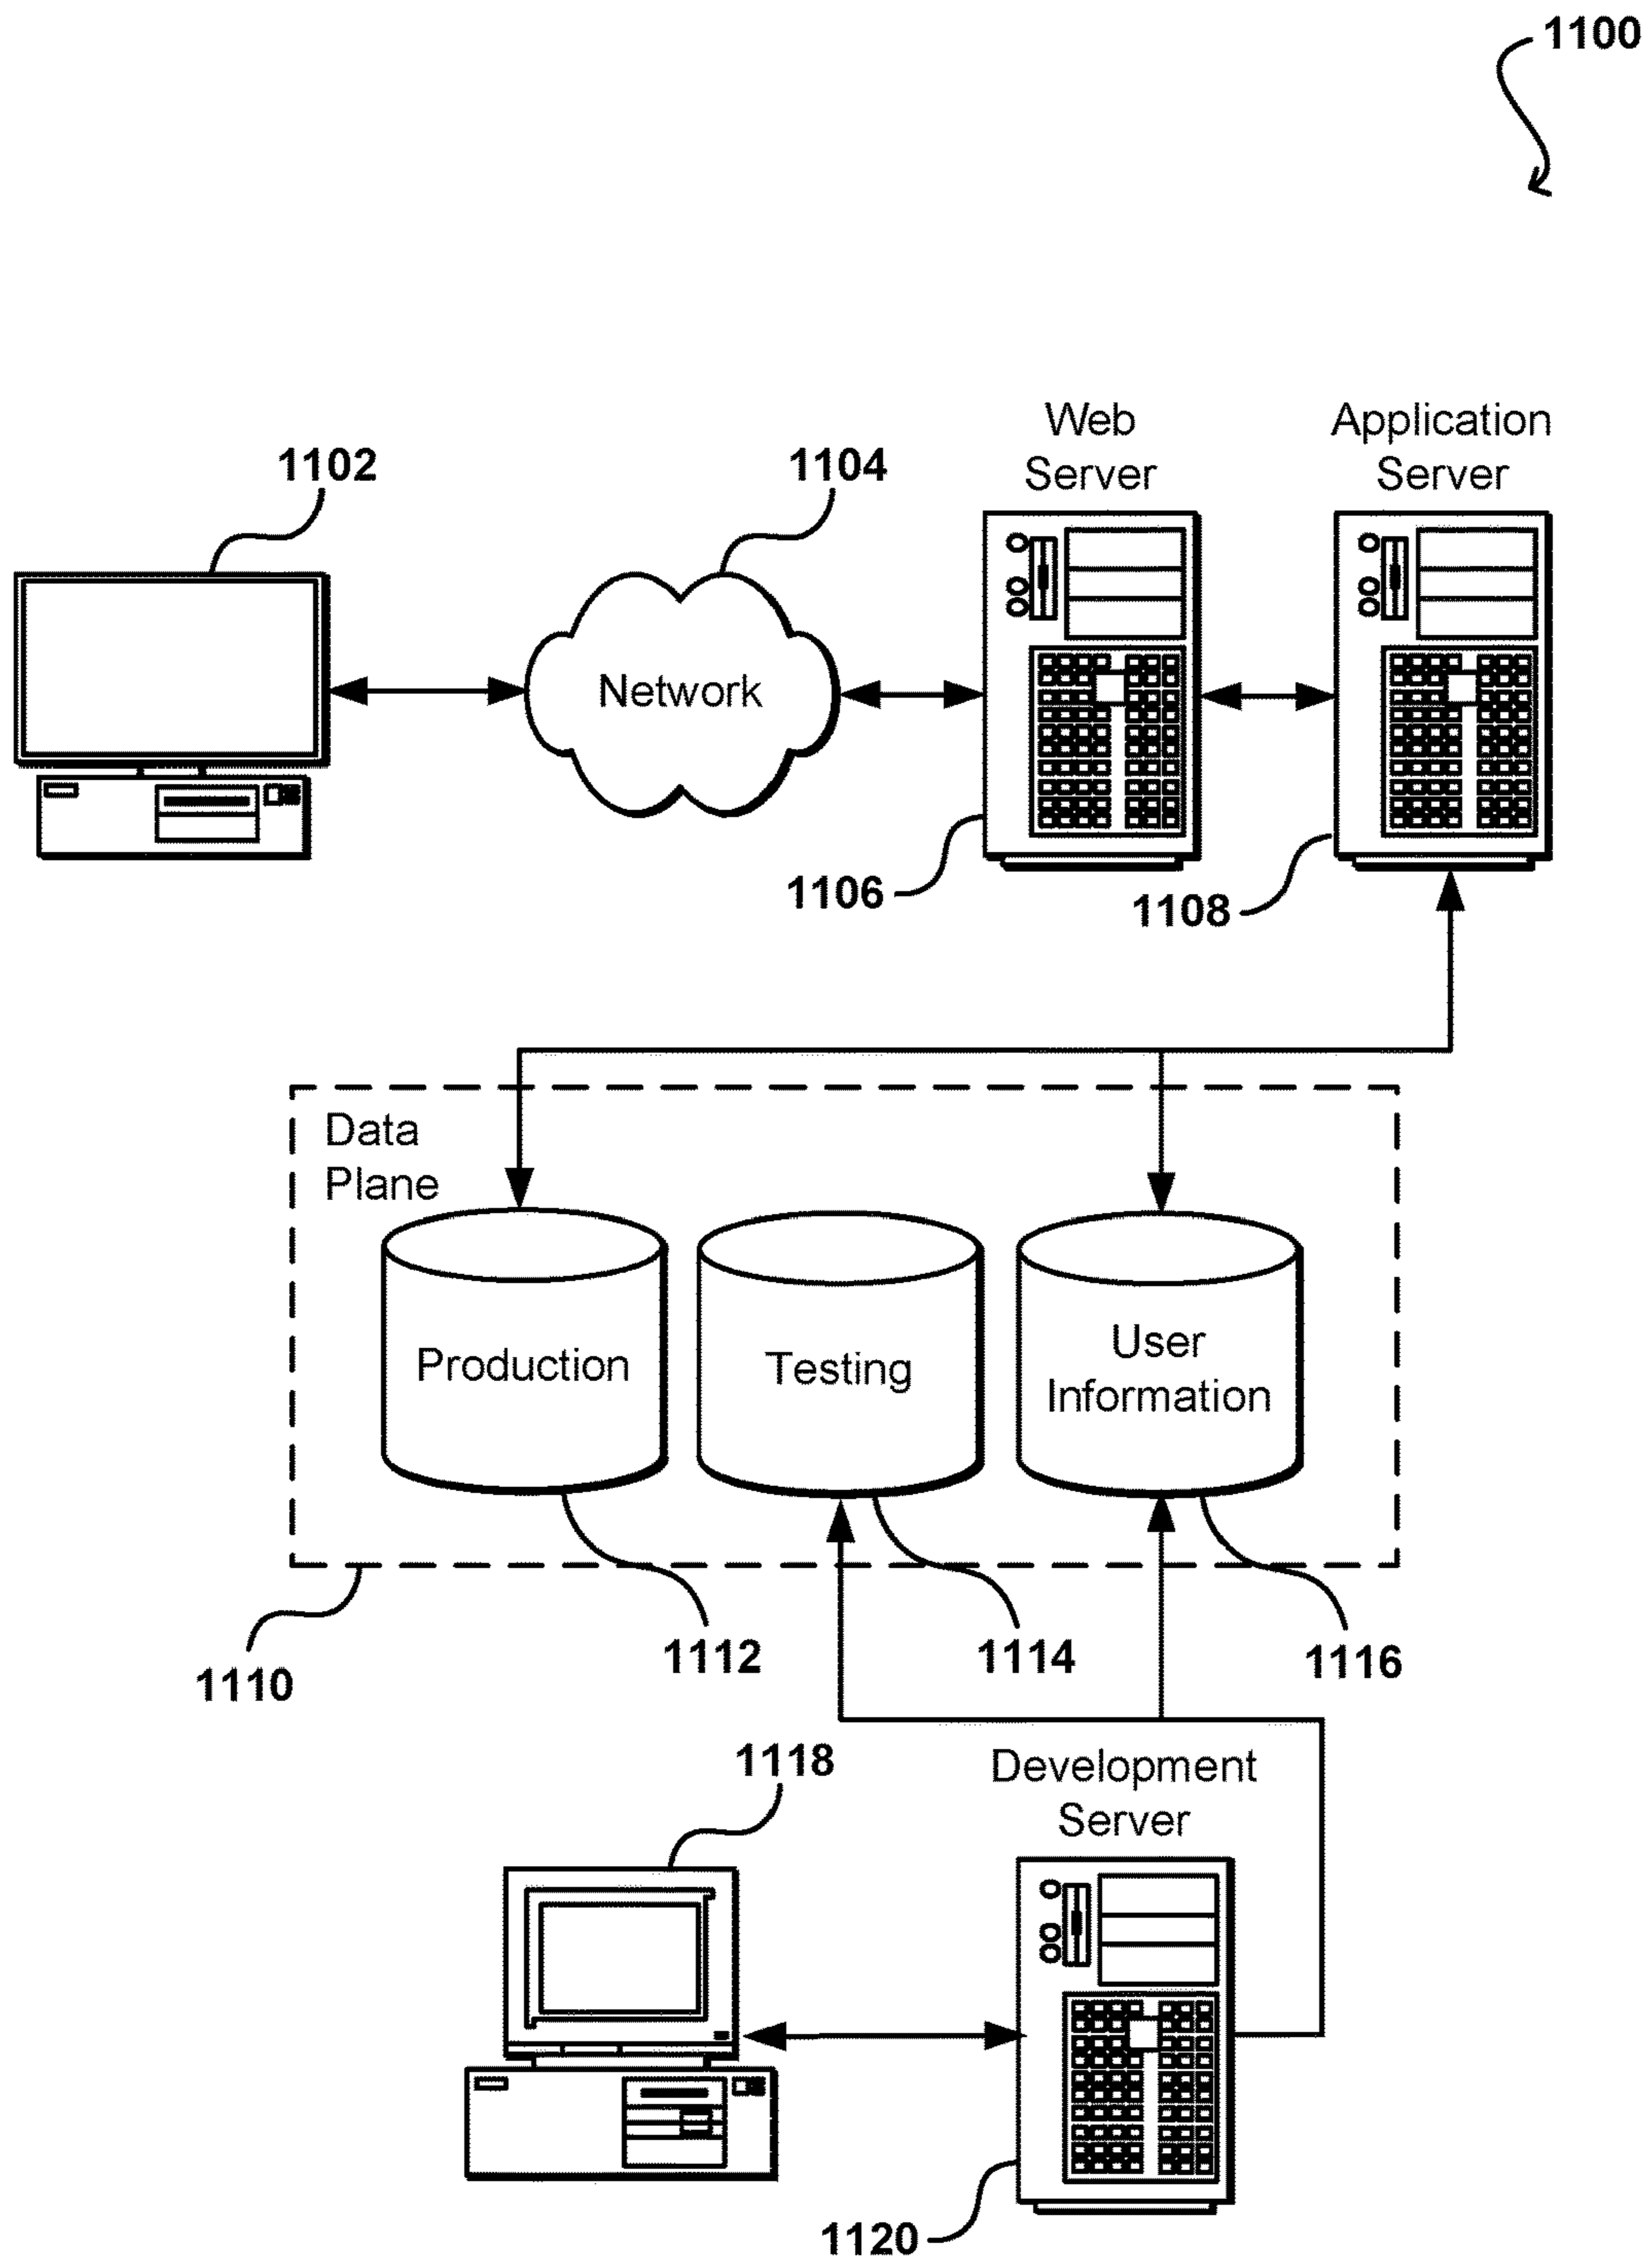 1100
Web
Server
Application
Server
1102
1104
Network
1106
1108
Data
Plane
Production
Testing
User
Information
1112
1114
1116
1110
1118
Development
Server
1120